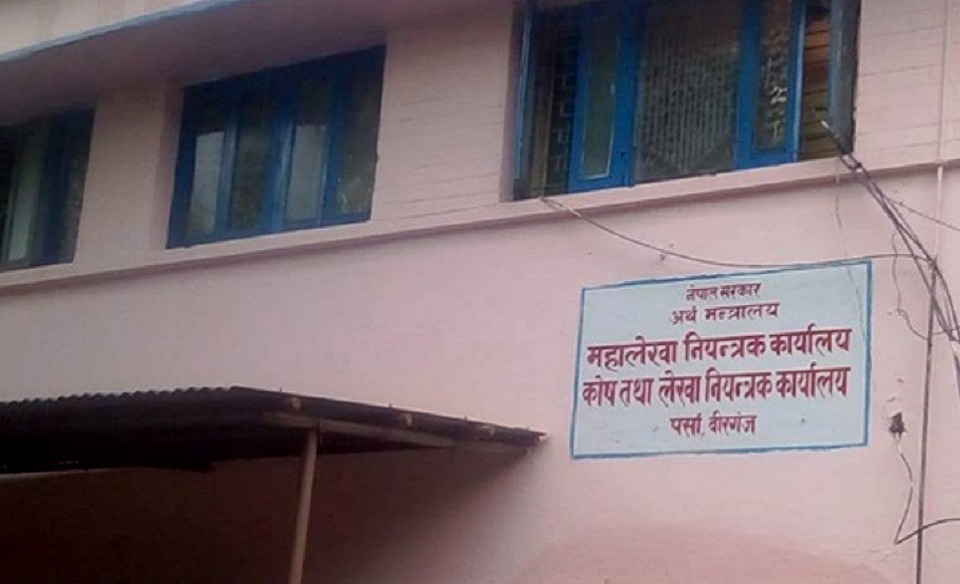 नेपाल सरकार
अर्थ मन्त्रालय
महालेखा नियन्त्रक कार्यालय
कोष तथा लेखा नियन्त्रक कार्यालय
पर्सा, वीरगंज